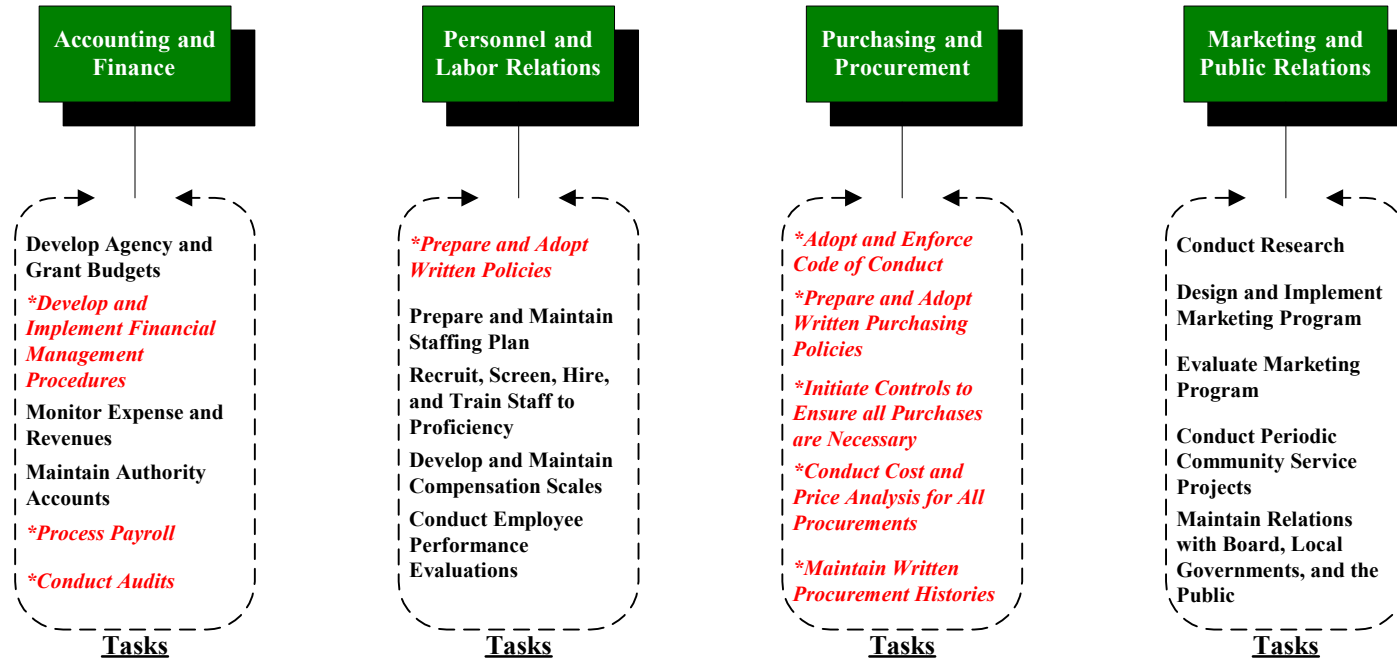 Accounting and
Finance
Personnel and
Labor Relations
Purchasing and
Procurement
Marketing and
Public Relations
Develop Agency and
Grant Budgets
*Develop and
Implement Financial
Management
Procedures
Monitor Expense and
Revenues
Maintain Authority
Accounts
*Process Payroll
*Conduct Audits
Tasks
*Prepare and Adopt
Written Policies
Prepare and Maintain
Staffing Plan
Recruit, Screen, Hire,
and Train Staff to
Proficiency
Develop and Maintain
Compensation Scales
Conduct Employee
Performance
Evaluations
Tasks
*Adopt and Enforce
Code of Conduct
*Prepare and Adopt
Written Purchasing
Policies
*Initiate Controls to
Ensure all Purchases
are Necessary
*Conduct Cost and
Price Analysis for All
Procurements
*Maintain Written
Procurement Histories
Tasks
Conduct Research
Design and Implement
Marketing Program
Evaluate Marketing
Program
Conduct Periodic
Community Service
Projects
Maintain Relations
with Board, Local
Governments, and the
Public
Tasks